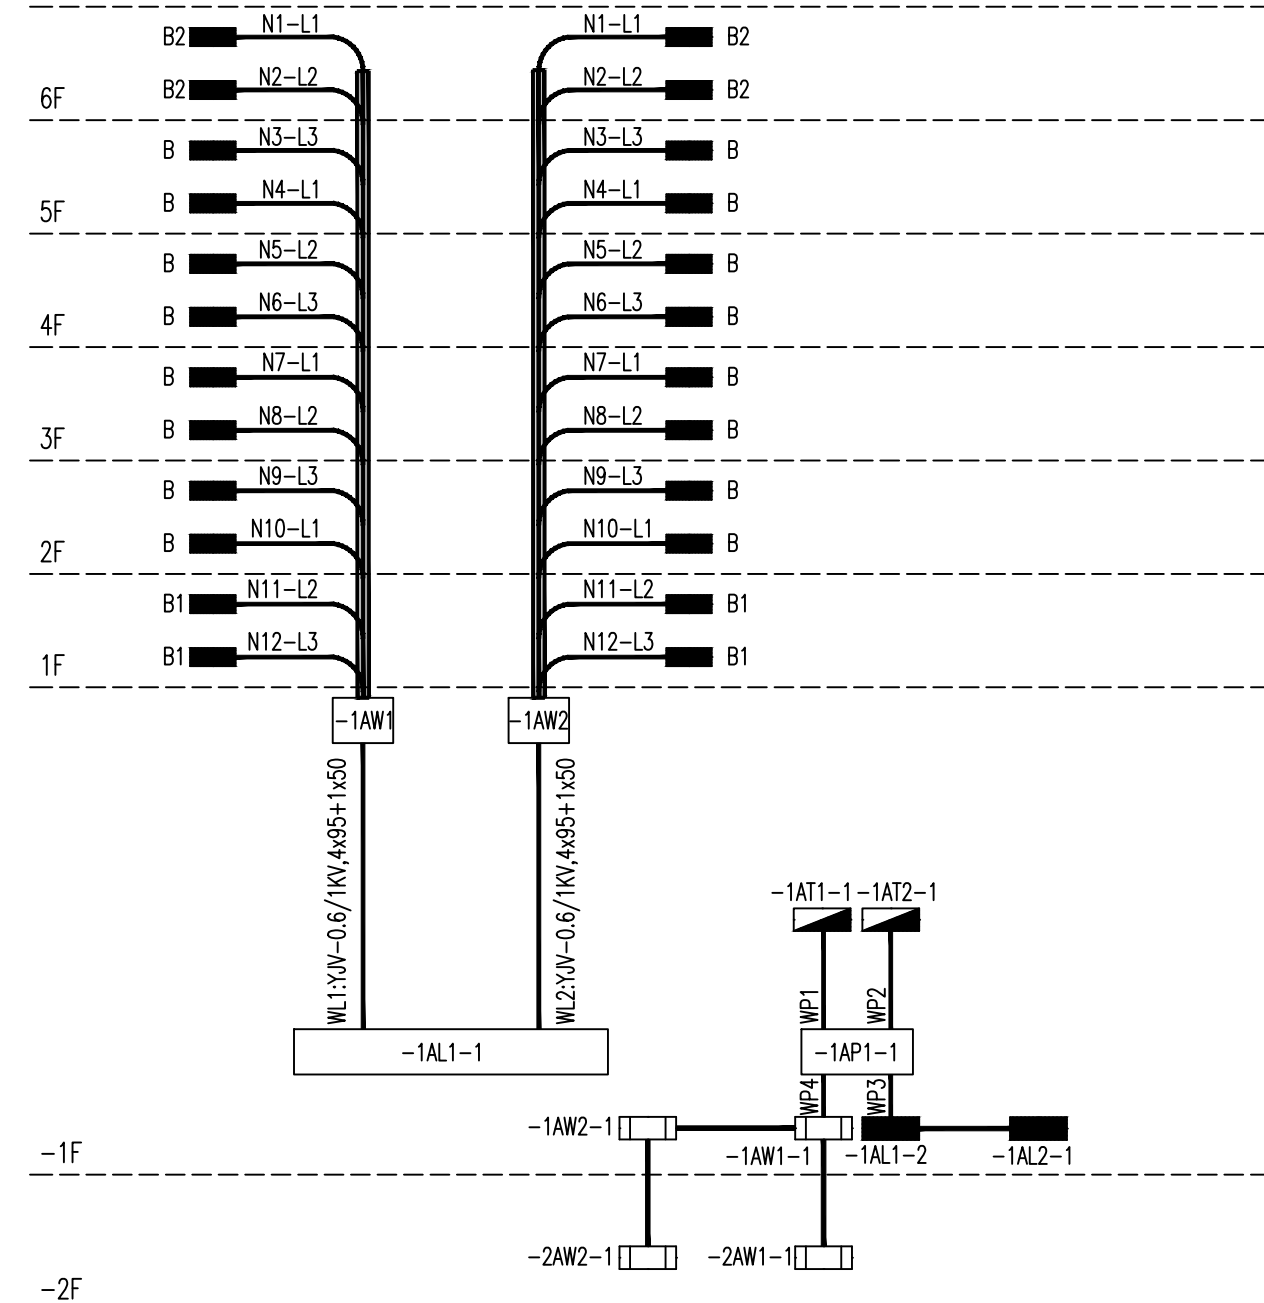 B2 N1-L1 N1-L1 B2
B2 N2-L2 N2-L2 B2
6F
B N3-L3 N3-L3 B
B N4-L1 N4-L1 B
5F
B N5-L2 N5-L2 B
B N6-L3 N6-L3 B
4F
B N7-L1 N7-L1 B
B N8-L2 N8-L2 B
3F
B N9-L3 N9-L3 B
B N10-L1 N10-L1 B
2F
B1 N11-L2 N11-L2 B1
B1 N12-L3 N12-L3 B1
1F
-1AW1 -1AW2
WL1:YJV-0.6/1KV,4x95+1x50
WL2:YJV-0.6/1KV,4x95+1x50
-1AT1-1 -1AT2-1
WP1 WP2
-1AL1-1 -1AP1-1
WP4 WP3
-1AW2-1
-1AW1-1 -1AL1-2 -1AL2-1
-1F
-2AW2-1 -2AW1-1
-2F